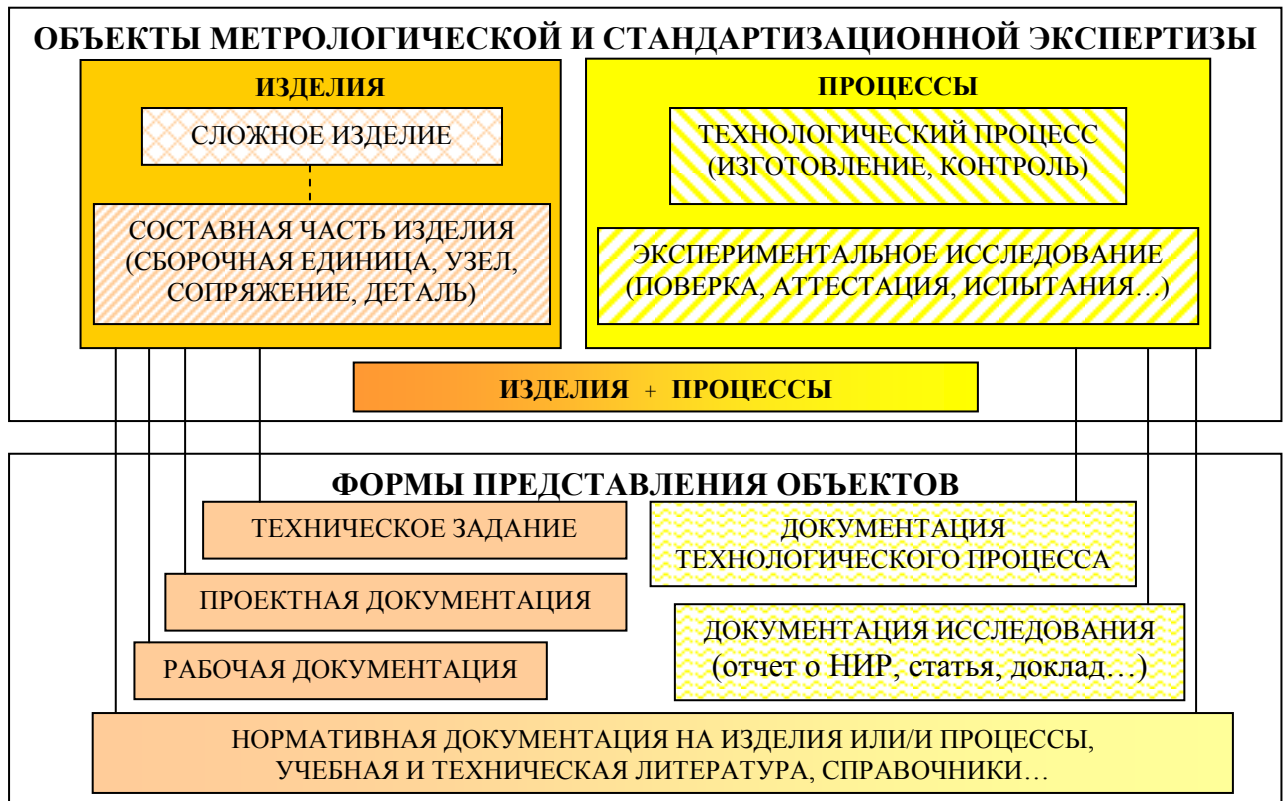 ОБЪЕКТЫ МЕТРОЛОГИЧЕСКОЙ И СТАНДАРТИЗАЦИОННОЙ ЭКСПЕРТИЗЫ
ИЗДЕЛИЯ
СЛОЖНОЕ ИЗДЕЛИЕ
СОСТАВНАЯ ЧАСТЬ ИЗДЕЛИЯ
(СБОРОЧНАЯ ЕДИНИЦА, УЗЕЛ,
СОПРЯЖЕНИЕ, ДЕТАЛЬ)
ПРОЦЕССЫ
ТЕХНОЛОГИЧЕСКИЙ ПРОЦЕСС
(ИЗГОТОВЛЕНИЕ, КОНТРОЛЬ)
ЭКСПЕРИМЕНТАЛЬНОЕ ИССЛЕДОВАНИЕ
(ПОВЕРКА, АТТЕСТАЦИЯ, ИСПЫТАНИЯ…)
ИЗДЕЛИЯ + ПРОЦЕССЫ
ФОРМЫ ПРЕДСТАВЛЕНИЯ ОБЪЕКТОВ
ТЕХНИЧЕСКОЕ ЗАДАНИЕ
ПРОЕКТНАЯ ДОКУМЕНТАЦИЯ
РАБОЧАЯ ДОКУМЕНТАЦИЯ
ДОКУМЕНТАЦИЯ
ТЕХНОЛОГИЧЕСКОГО ПРОЦЕССА
ДОКУМЕНТАЦИЯ ИССЛЕДОВАНИЯ
(отчет о НИР, статья, доклад…)
НОРМАТИВНАЯ ДОКУМЕНТАЦИЯ НА ИЗДЕЛИЯ ИЛИ/И ПРОЦЕССЫ,
УЧЕБНАЯ И ТЕХНИЧЕСКАЯ ЛИТЕРАТУРА, СПРАВОЧНИКИ…